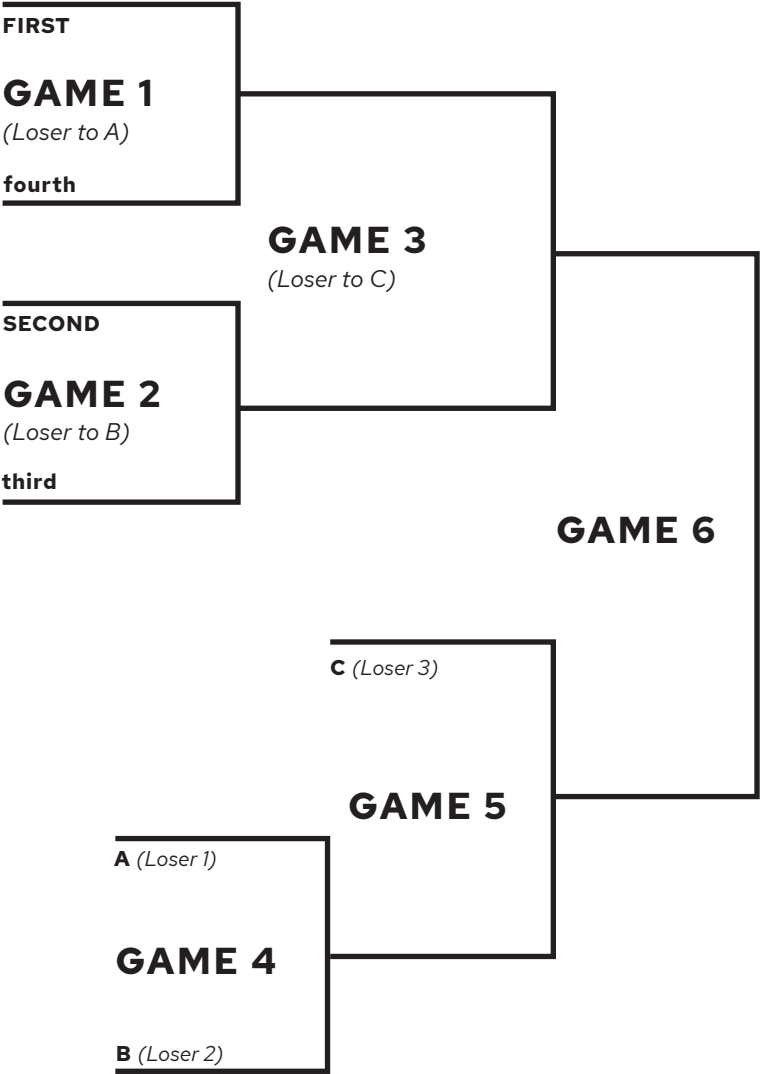 FIRST
GAME 1
(Loser to A)
fourth
GAME 3
(Loser to C)
SECOND
GAME 2
(Loser to B)
third
GAME 6
C (Loser 3)
GAME 5
A (Loser 1)
GAME 4
B (Loser 2)